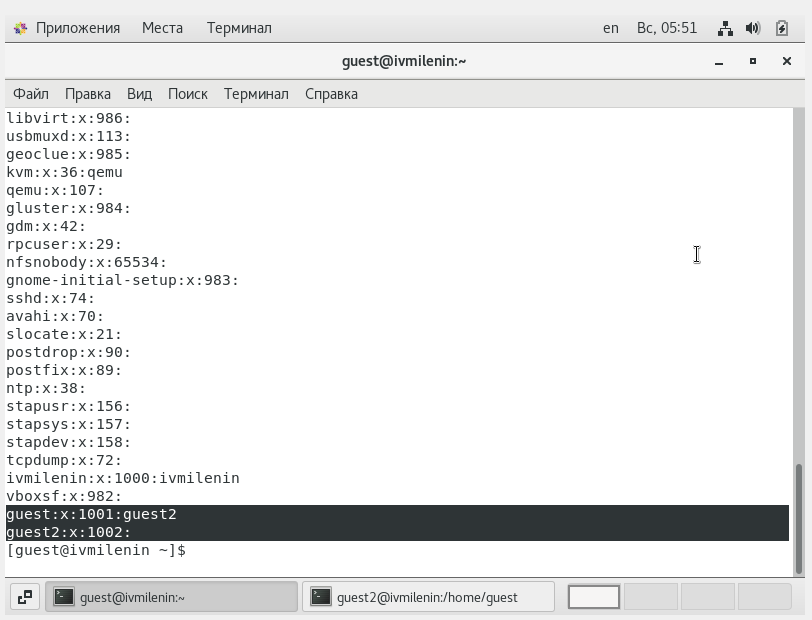 Приложения Места Терминал en Вс, 05:51
guest@ivmilenin:~
Файл Правка Вид Поиск Терминал Справка
libvirt:x:986:
usbmuxd:x:113:
geoclue:x:985:
kvm:x:36:qemu
qemu:x:107:
gluster:x:984:
gdm:x:42:
rpcuser:x:29:
nfsnobody:x:65534:
gnome-initial-setup:x:983:
sshd:x:74:
avahi:x:70:
slocate:x:21:
postdrop:x:90:
postfix:x:89:
ntp:x:38:
stapusr:x:156:
stapsys:x:157:
stapdev:x:158:
tcpdump:x:72:
ivmilenin:x:1000:ivmilenin
vboxsf:x:982:
guest:x:1001:guest2
guest2:x:1002:
[guest@ivmilenin ~]$
guest@ivmilenin:~ guest2@ivmilenin:/home/guest